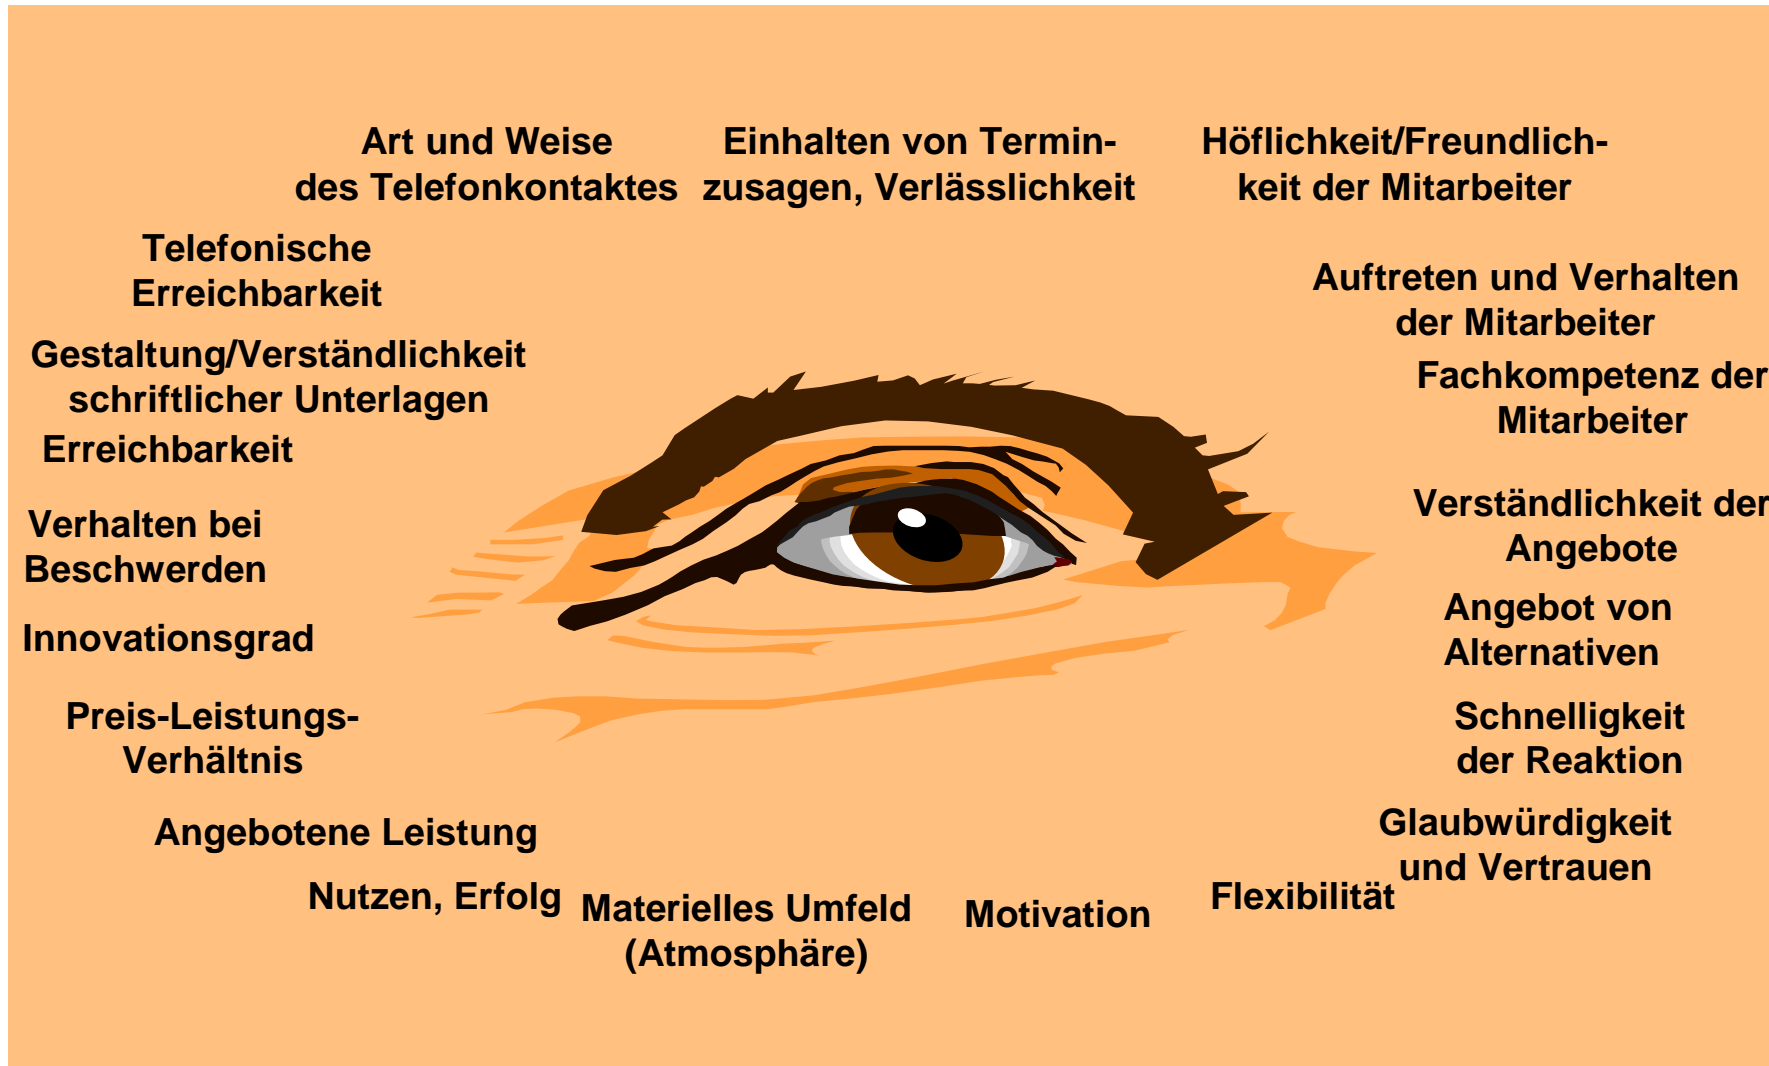 Art und Weise
des Telefonkontaktes
Einhalten von Termin-
zusagen, Verlässlichkeit
Höflichkeit/Freundlich-
keit der Mitarbeiter
Telefonische
Erreichbarkeit
Auftreten und Verhalten
der Mitarbeiter
Gestaltung/Verständlichkeit
schriftlicher Unterlagen
Fachkompetenz der
Mitarbeiter
Erreichbarkeit
Verständlichkeit der
Angebote
Verhalten bei
Beschwerden
Angebot von
Alternativen
Innovationsgrad
Preis-Leistungs-
Verhältnis
Schnelligkeit
der Reaktion
Angebotene Leistung
Glaubwürdigkeit
und Vertrauen
Nutzen, Erfolg
Materielles Umfeld
(Atmosphäre)
Motivation
Flexibilität